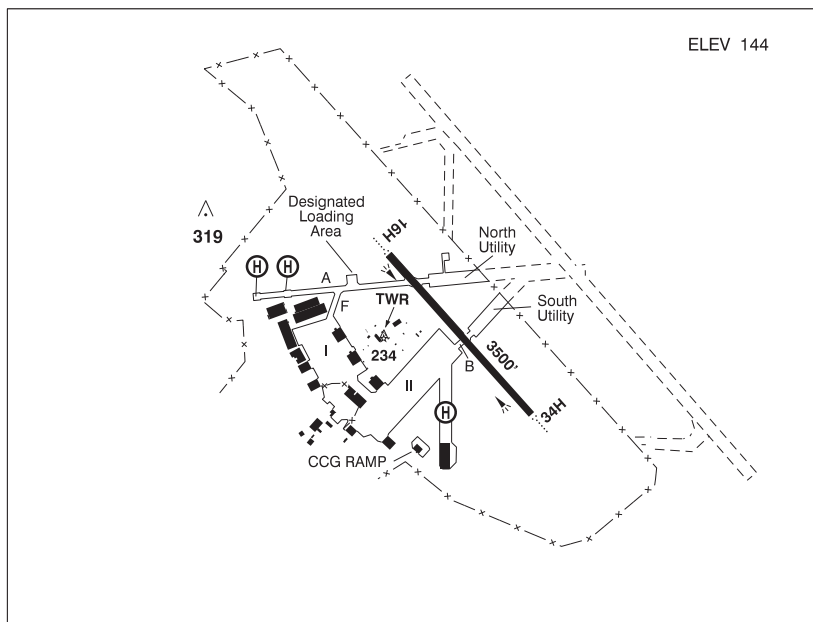 ELEV 144
Designated
Loading
Area
319
16H
North
Utility
H
H
A
F
TWR
South
Utility
I
234
3500'
B
II
34H
H
CCG RAMP